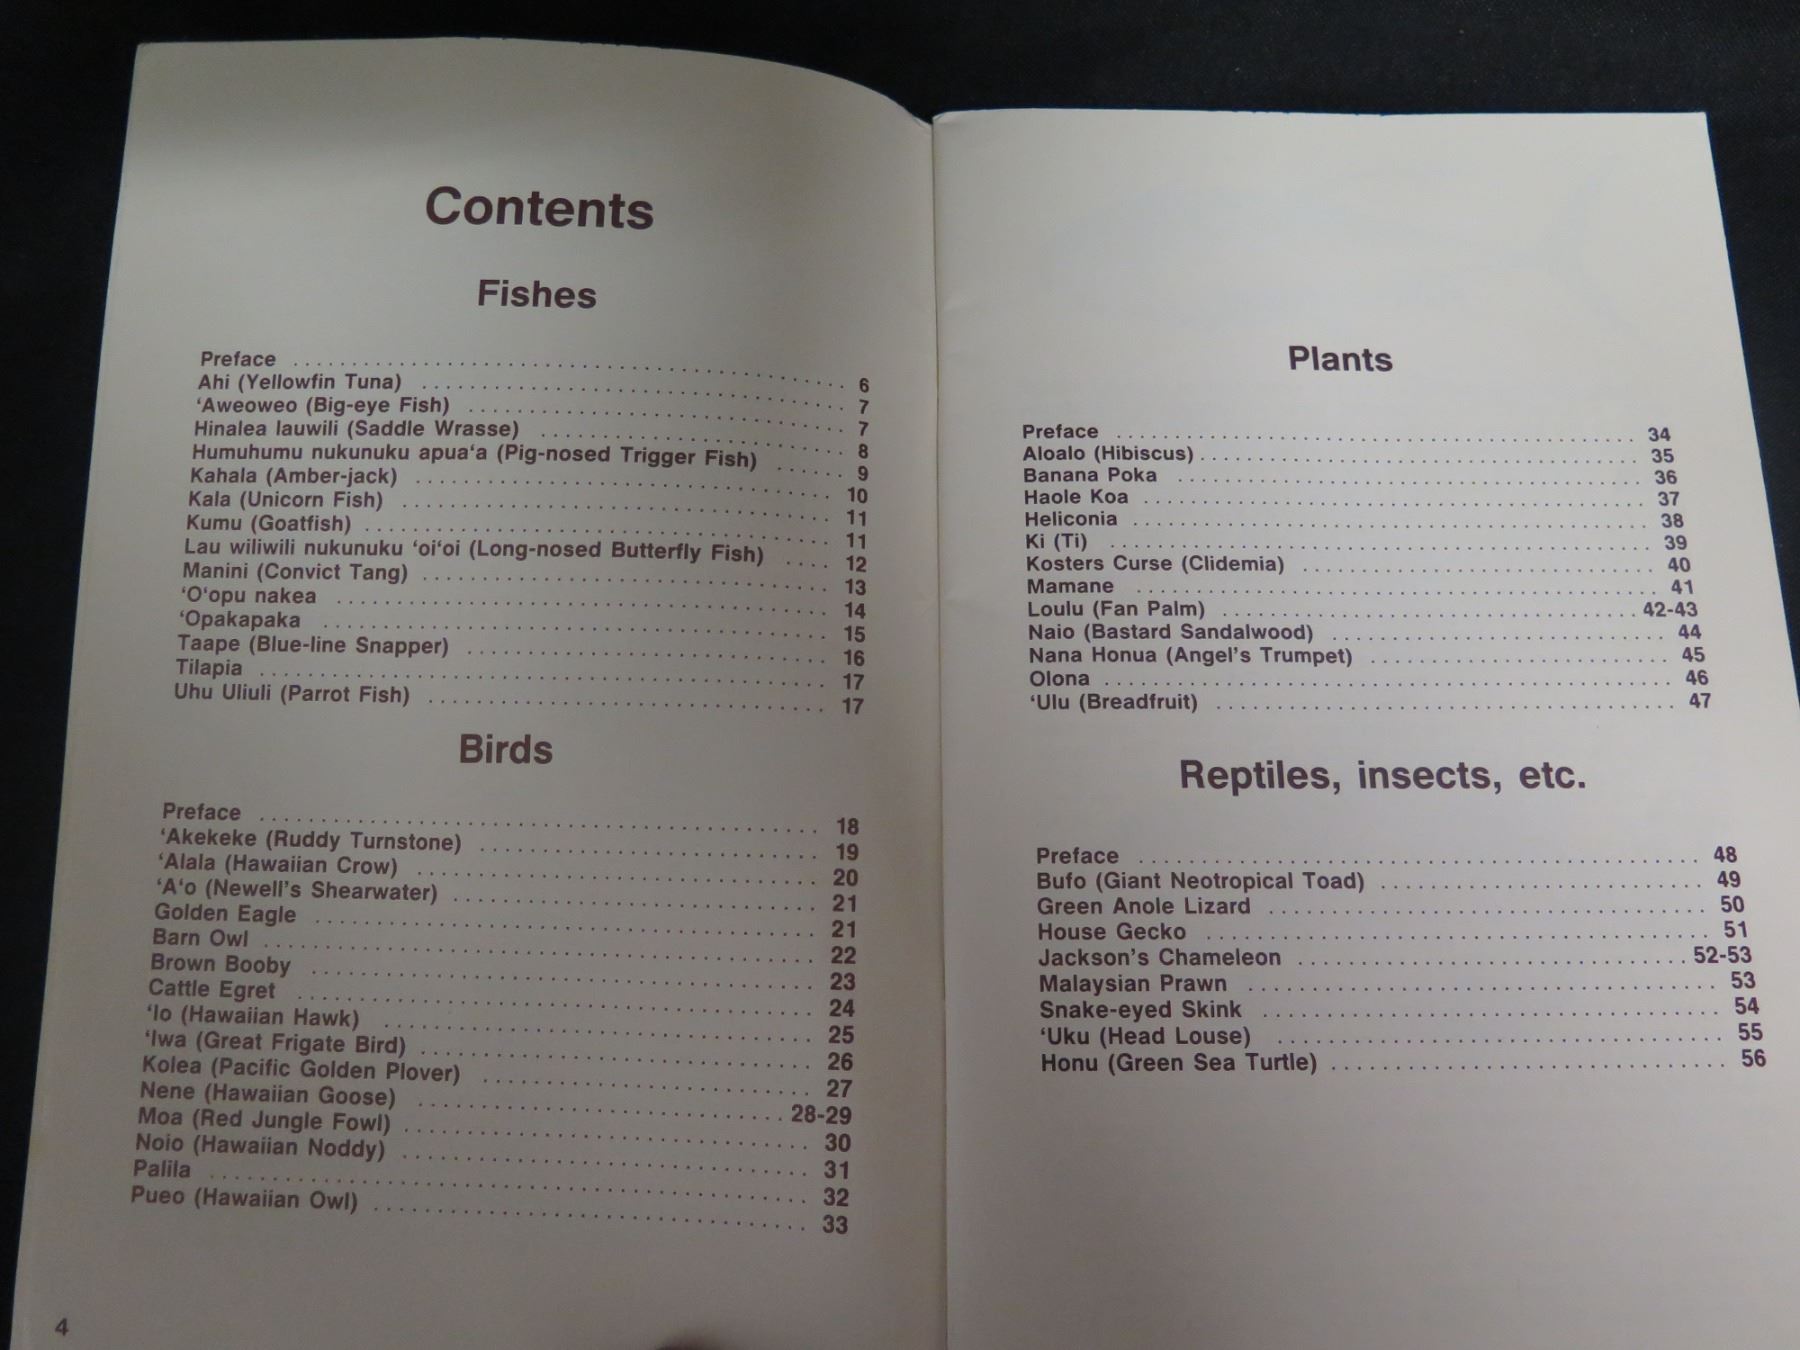 Contents
Fishes
Preface . . . . . . . . . . 6
Ahi (Yellowfin Tuna) . . . . . . . . . . 7
‘Aweoweo (Big-eye Fish) . . . . . . . . . . 7
Hinalea lauwili (Saddle Wrasse) . . . . . . . . . . 8
Humuhumu nukunuku apua‘a (Pig-nosed Trigger Fish) . . . . . . 9
Kahala (Amber-jack) . . . . . . . . . . 10
Kala (Unicorn Fish) . . . . . . . . . . 11
Kumu (Goatfish) . . . . . . . . . . 11
Lau wiliwili nukunuku ‘oi‘oi (Long-nosed Butterfly Fish) . . . . 12
Manini (Convict Tang) . . . . . . . . . . 13
‘O‘opu nakea . . . . . . . . . . 14
‘Opakapaka . . . . . . . . . . 15
Taape (Blue-line Snapper) . . . . . . . . . . 16
Tilapia . . . . . . . . . . 17
Uhu Uliuli (Parrot Fish) . . . . . . . . . . 17
Birds
Preface . . . . . . . . . . 18
‘Akekeke (Ruddy Turnstone) . . . . . . . . . . 19
‘Alala (Hawaiian Crow) . . . . . . . . . . 20
‘A‘o (Newell's Shearwater) . . . . . . . . . . 21
Golden Eagle . . . . . . . . . . 21
Barn Owl . . . . . . . . . . 22
Brown Booby . . . . . . . . . . 23
Cattle Egret . . . . . . . . . . 24
‘Io (Hawaiian Hawk) . . . . . . . . . . 25
‘Iwa (Great Frigate Bird) . . . . . . . . . . 26
Kolea (Pacific Golden Plover) . . . . . . . . . . 27
Nene (Hawaiian Goose) . . . . . . . . . . 28-29
Moa (Red Jungle Fowl) . . . . . . . . . . 30
Noio (Hawaiian Noddy) . . . . . . . . . . 31
Palila . . . . . . . . . . 32
Pueo (Hawaiian Owl) . . . . . . . . . . 33
4
Plants
Preface . . . . . . . . . . 34
Aloalo (Hibiscus) . . . . . . . . . . 35
Banana Poka . . . . . . . . . . 36
Haole Koa . . . . . . . . . . 37
Heliconia . . . . . . . . . . 38
Ki (Ti) . . . . . . . . . . 39
Kosters Curse (Clidemia) . . . . . . . . . . 40
Mamane . . . . . . . . . . 41
Loulu (Fan Palm) . . . . . . . . . . 42-43
Naio (Bastard Sandalwood) . . . . . . . . . . 44
Nana Honua (Angel's Trumpet) . . . . . . . . . . 45
Olona . . . . . . . . . . 46
‘Ulu (Breadfruit) . . . . . . . . . . 47
Reptiles, insects, etc.
Preface . . . . . . . . . . 48
Bufo (Giant Neotropical Toad) . . . . . . . . . . 49
Green Anole Lizard . . . . . . . . . . 50
House Gecko . . . . . . . . . . 51
Jackson's Chameleon . . . . . . . . . . 52-53
Malaysian Prawn . . . . . . . . . . 53
Snake-eyed Skink . . . . . . . . . . 54
‘Uku (Head Louse) . . . . . . . . . . 55
Honu (Green Sea Turtle) . . . . . . . . . . 56